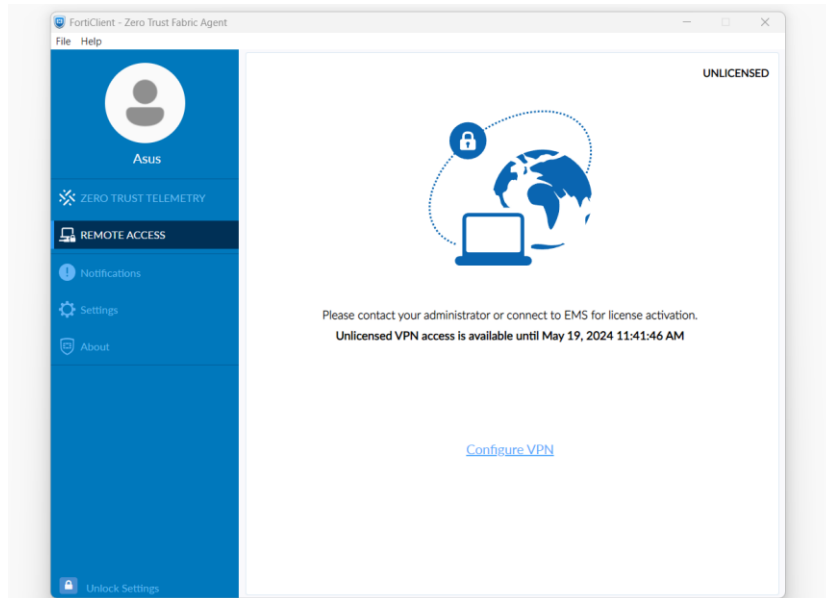 FortiClient - Zero Trust Fabric Agent
File Help
UNLICENSED
Asus
ZERO TRUST TELEMETRY
REMOTE ACCESS
Notifications
Settings
About
Please contact your administrator or connect to EMS for license activation.
Unlicensed VPN access is available until May 19, 2024 11:41:46 AM
Configure VPN
Unlock Settings